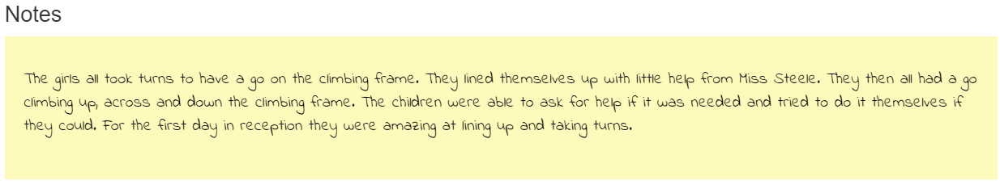 Notes
The girls all took turns to have a go on the climbing frame. They lined themselves up with little help from Miss Steele. They then all had a go
climbing up, across and down the climbing frame. The children were able to ask for help if it was needed and tried to do it themselves if
they could. For the first day in reception they were amazing at lining up and taking turns.